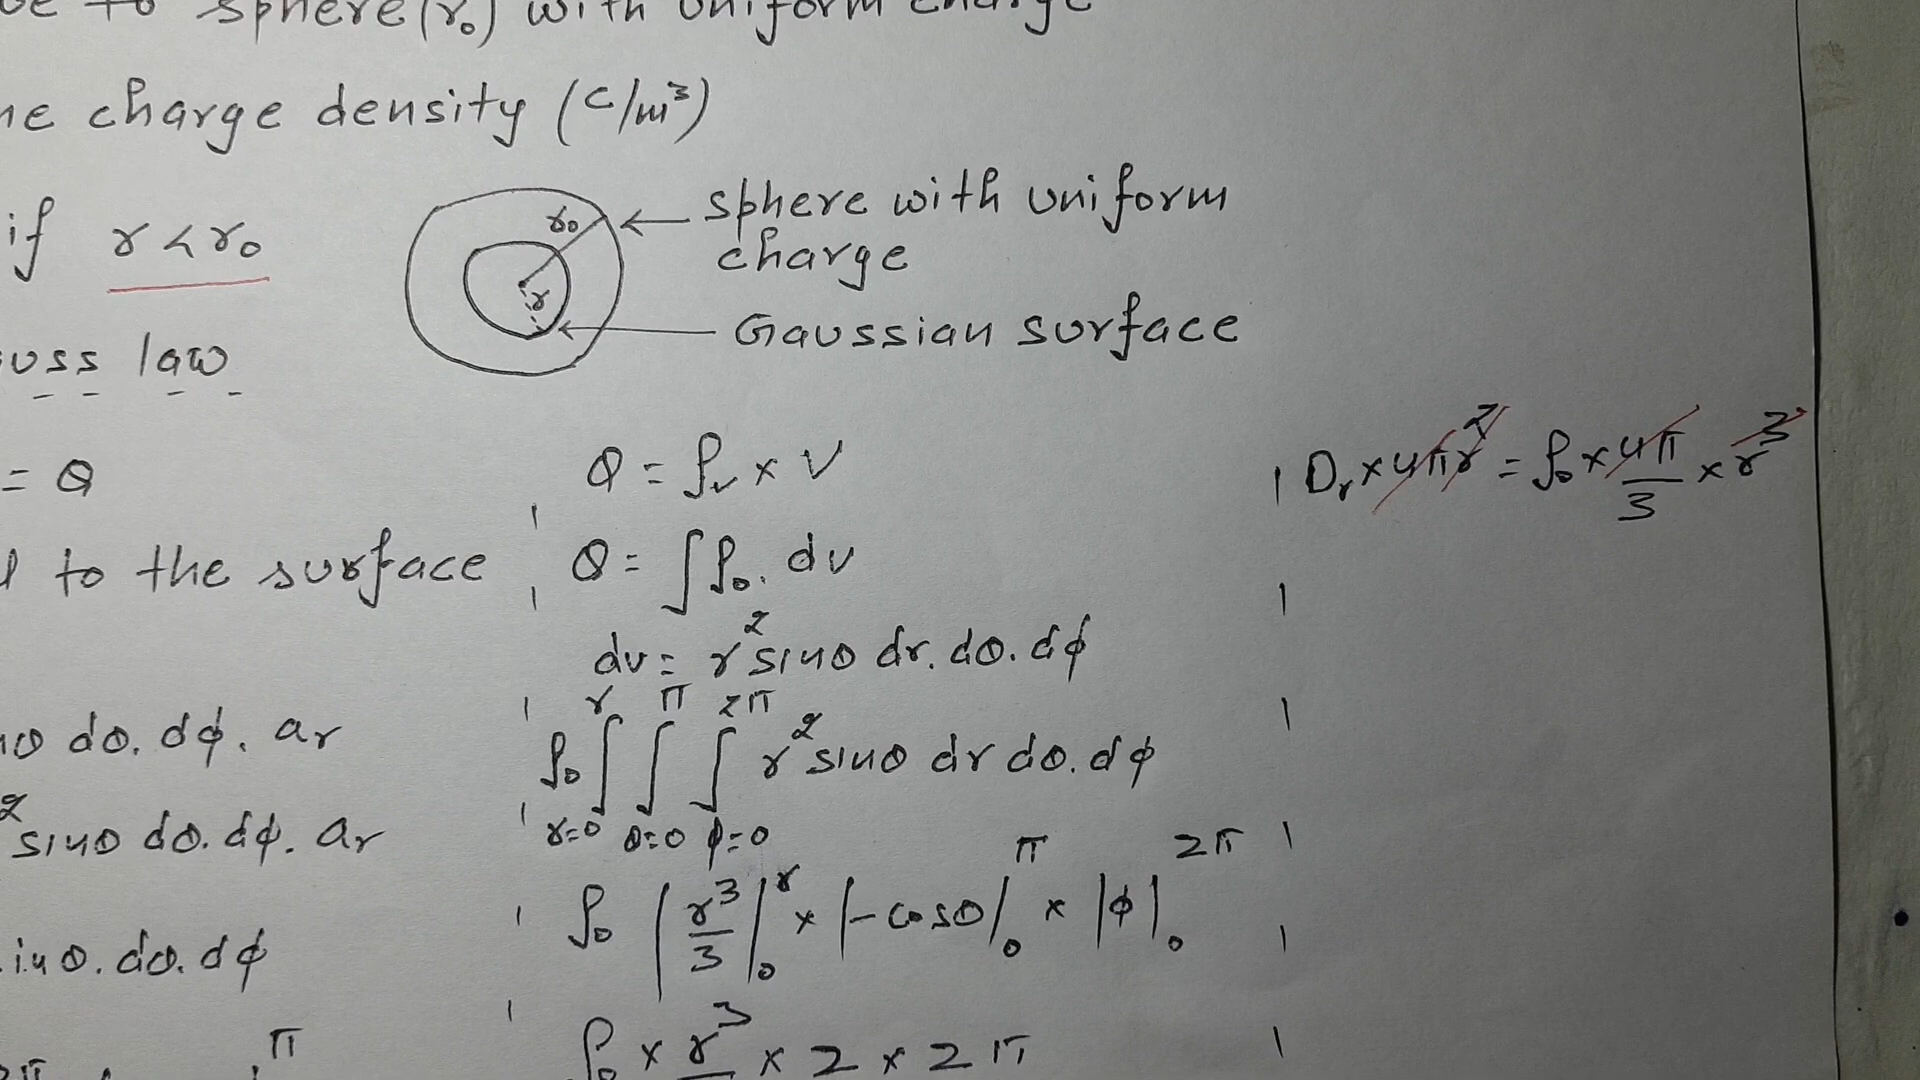 to sphere (r₀) with uniform charge
charge density (C/m³)
if r < r₀
sphere with uniform
charge
Gaussian surface
law
= Q
to the surface
dθ. dϕ. ar
² sinθ dθ. dϕ. ar
dθ. dϕ
π
Q = ρv × V
Q = ∫ρ₀. dv
dv = r² sinθ dr. dθ. dϕ
ρ₀ ∫_{r=0}^{r} ∫_{θ=0}^{π} ∫_{ϕ=0}^{2π} r² sinθ dr dθ. dϕ
ρ₀ |r³/3|₀^r × |-cosθ|₀^π × |ϕ|₀^{2π}
ρ₀ × r³ × 2 × 2π
Dr × 4πr² = ρ₀ × 4π/3 × r³